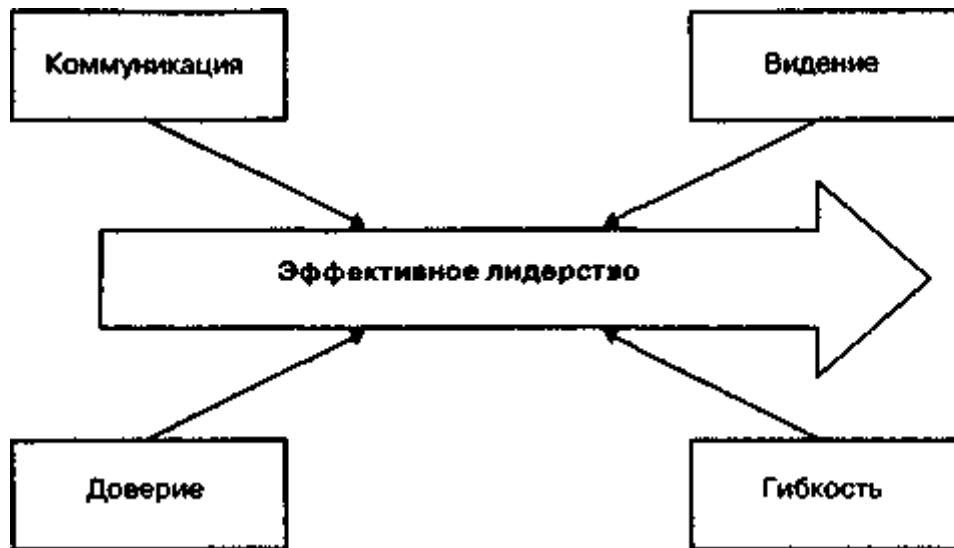 Коммуникация
Видение
Эффективное лидерство
Доверие
Гибкость